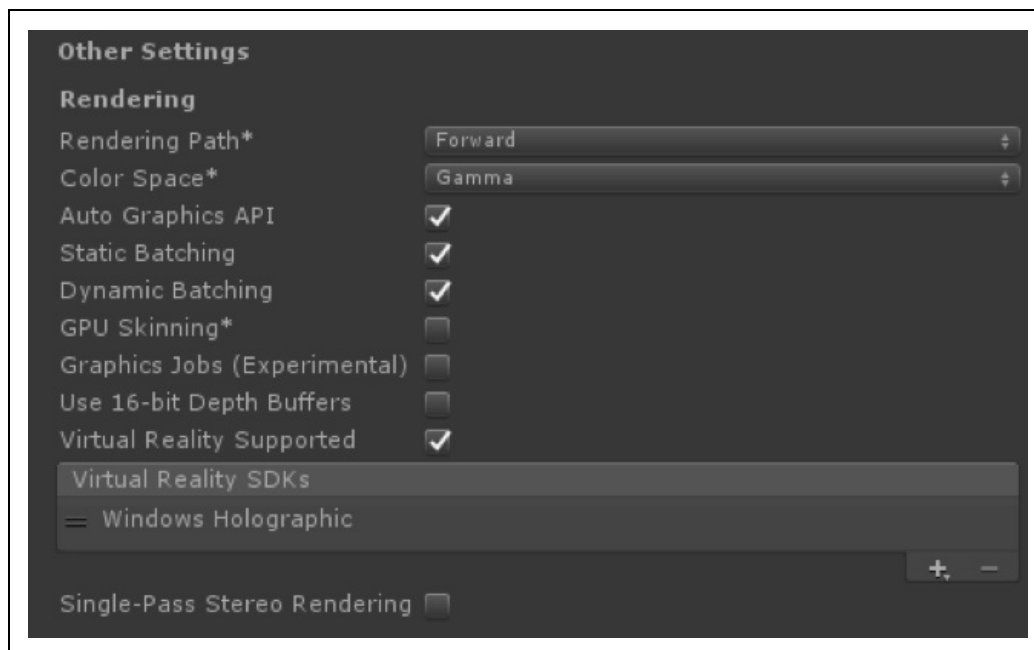 Other Settings
Rendering
Rendering Path* Forward
Color Space* Gamma
Auto Graphics API
Static Batching
Dynamic Batching
GPU Skinning*
Graphics Jobs (Experimental)
Use 16-bit Depth Buffers
Virtual Reality Supported
Virtual Reality SDKs
Windows Holographic
Single-Pass Stereo Rendering